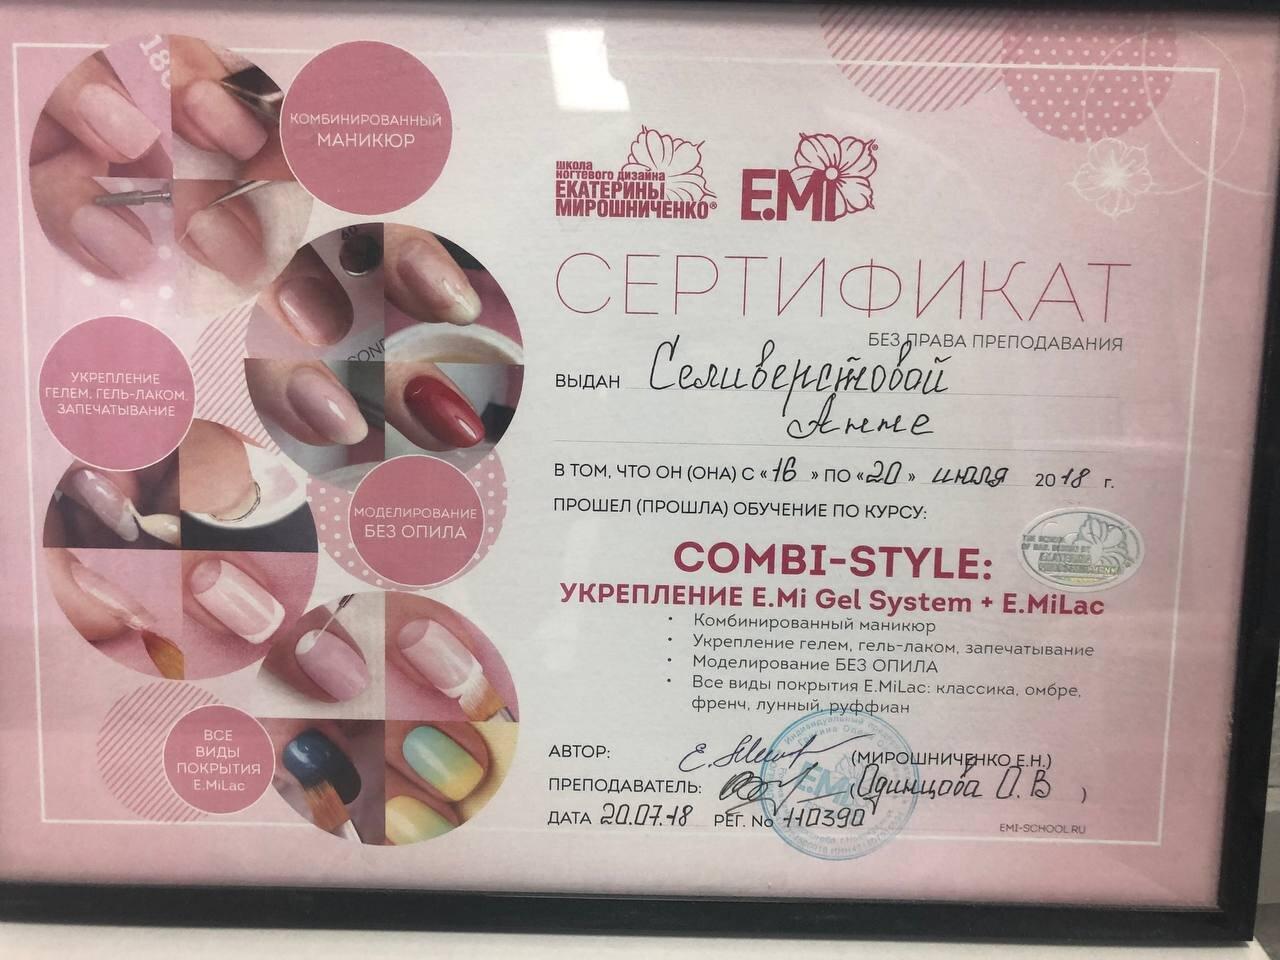 КОМБИНИРОВАННЫЙ
МАНИКЮР
УКРЕПЛЕНИЕ
ГЕЛЕМ, ГЕЛЬ-ЛАКОМ,
ЗАПЕЧАТЫВАНИЕ
МОДЕЛИРОВАНИЕ
БЕЗ ОПИЛА
ВСЕ
ВИДЫ
ПОКРЫТИЯ
E.MiLac
школа
ногтевого дизайна
ЕКАТЕРИНЫ
МИРОШНИЧЕНКО®
E.MI®
СЕРТИФИКАТ
БЕЗ ПРАВА ПРЕПОДАВАНИЯ
ВЫДАН Селиверстовой
Анне
В ТОМ, ЧТО ОН (ОНА) С «16» ПО «20» июля 2018 г.
ПРОШЕЛ (ПРОШЛА) ОБУЧЕНИЕ ПО КУРСУ:
COMBI-STYLE:
УКРЕПЛЕНИЕ E.Mi Gel System + E.MiLac
• Комбинированный маникюр
• Укрепление гелем, гель-лаком, запечатывание
• Моделирование БЕЗ ОПИЛА
• Все виды покрытия E.MiLac: классика, омбре,
френч, лунный, руффиан
АВТОР: (МИРОШНИЧЕНКО Е.Н.)
ПРЕПОДАВАТЕЛЬ: (Одинцова О.В)
ДАТА 20.07.18 РЕГ. No 110390
EMI-SCHOOL.RU